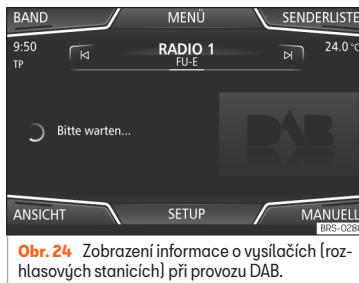 BAND MENÜ SENDERLISTE
9:50 RADIO 1 24.0 °C
TP FU-E
Bitte warten...
DAB
ANSICHT SETUP MANUELL
BRS-0288
Obr. 24 Zobrazení informace o vysílačích (roz-
hlasových stanicích) při provozu DAB.